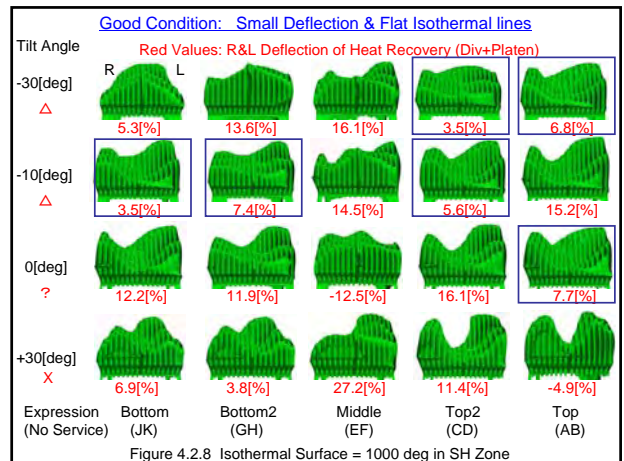 Good Condition: Small Deflection & Flat Isothermal lines
Tilt Angle
Red Values: R&L Deflection of Heat Recovery (Div+Platen)
R L
-30[deg]
△
5.3[%] 13.6[%] 16.1[%] 3.5[%] 6.8[%]
-10[deg]
△
3.5[%] 7.4[%] 14.5[%] 5.6[%] 15.2[%]
0[deg]
?
12.2[%] 11.9[%] -12.5[%] 16.1[%] 7.7[%]
+30[deg]
X
6.9[%] 3.8[%] 27.2[%] 11.4[%] -4.9[%]
Expression Bottom Bottom2 Middle Top2 Top
(No Service) (JK) (GH) (EF) (CD) (AB)
Figure 4.2.8 Isothermal Surface = 1000 deg in SH Zone